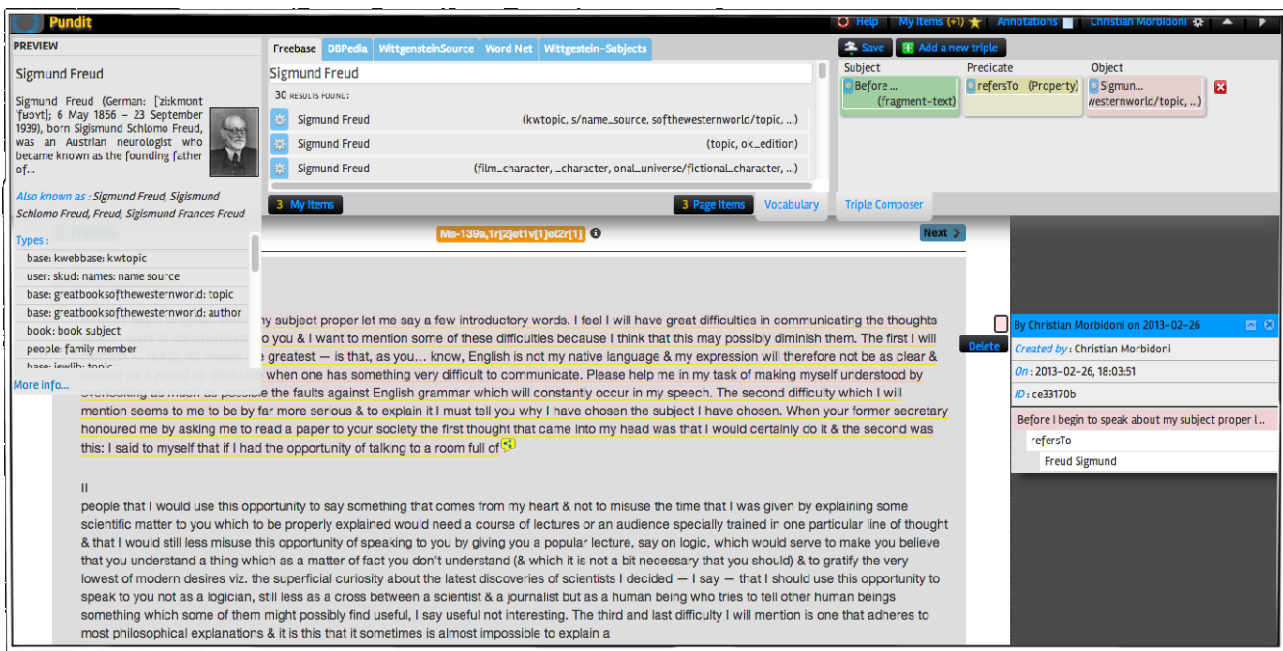 Pundit
Help My Items (+1) Annotations Christian Morbidoni
PREVIEW
Sigmund Freud
Sigmund Freud (German: ['zi:kmont 'fʁɔʏt]; 6 May 1856 – 23 September 1939), born Sigismund Schlomo Freud, was an Austrian neurologist who became known as the founding father of..
Also known as : Sigmund Freud, Sigismund
Schlomo Freud, Freud, Sigismund Frances Freud
Types :
base: kwebbase: kwtopic
user: skud: names: name source
base: greatbooksofthewesternworld: topic
base: greatbooksofthewesternworld: author
book: book subject
people: family member
base: jewlib: topic
More info...
Freebase DBPedia WittgensteinSource Word Net Wittgestein-Subjects
Sigmund Freud
30 RESULTS FOUND:
Sigmund Freud (kwtopic, s/name_source, softhewesternworld/topic, ..)
Sigmund Freud (topic, ok_edition)
Sigmund Freud (film_character, _character, onal_universe/fictional_character, ..)
3 My Items 3 Page Items Vocabulary Triple Composer
Save Add a new triple
Subject Predicate Object
Before ... refersTo (Property) Sigmun...
(fragment-text) westernworld/topic, ..)
Ms-139a,1r[2]et1v[1]et2r[1] Next
my subject proper let me say a few introductory words. I feel I will have great difficulties in communicating the thoughts
o you & I want to mention some of these difficulties because I think that this may possibly diminish them. The first I will
e greatest — is that, as you... know, English is not my native language & my expression will therefore not be as clear &
when one has something very difficult to communicate. Please help me in my task of making myself understood by
overlooking as much as possible the faults against English grammar which will constantly occur in my speech. The second difficulty which I will
mention seems to me to be by far more serious & to explain it I must tell you why I have chosen the subject I have chosen. When your former secretary
honoured me by asking me to read a paper to your society the first thought that came into my head was that I would certainly do it & the second was
this: I said to myself that if I had the opportunity of talking to a room full of
II
people that I would use this opportunity to say something that comes from my heart & not to misuse the time that I was given by explaining some
scientific matter to you which to be properly explained would need a course of lectures or an audience specially trained in one particular line of thought
& that I would still less misuse this opportunity of speaking to you by giving you a popular lecture, say on logic, which would serve to make you believe
that you understand a thing which as a matter of fact you don't understand (& which it is not a bit necessary that you should) & to gratify the very
lowest of modern desires viz. the superficial curiosity about the latest discoveries of scientists I decided — I say — that I should use this opportunity to
speak to you not as a logician, still less as a cross between a scientist & a journalist but as a human being who tries to tell other human beings
something which some of them might possibly find useful, I say useful not interesting. The third and last difficulty I will mention is one that adheres to
most philosophical explanations & it is this that it sometimes is almost impossible to explain a
By Christian Morbidoni on 2013-02-26
Delete
Created by : Christian Morbidoni
On : 2013-02-26, 18:03:51
ID : ce33170b
Before I begin to speak about my subject proper l ..
refersTo
Freud Sigmund